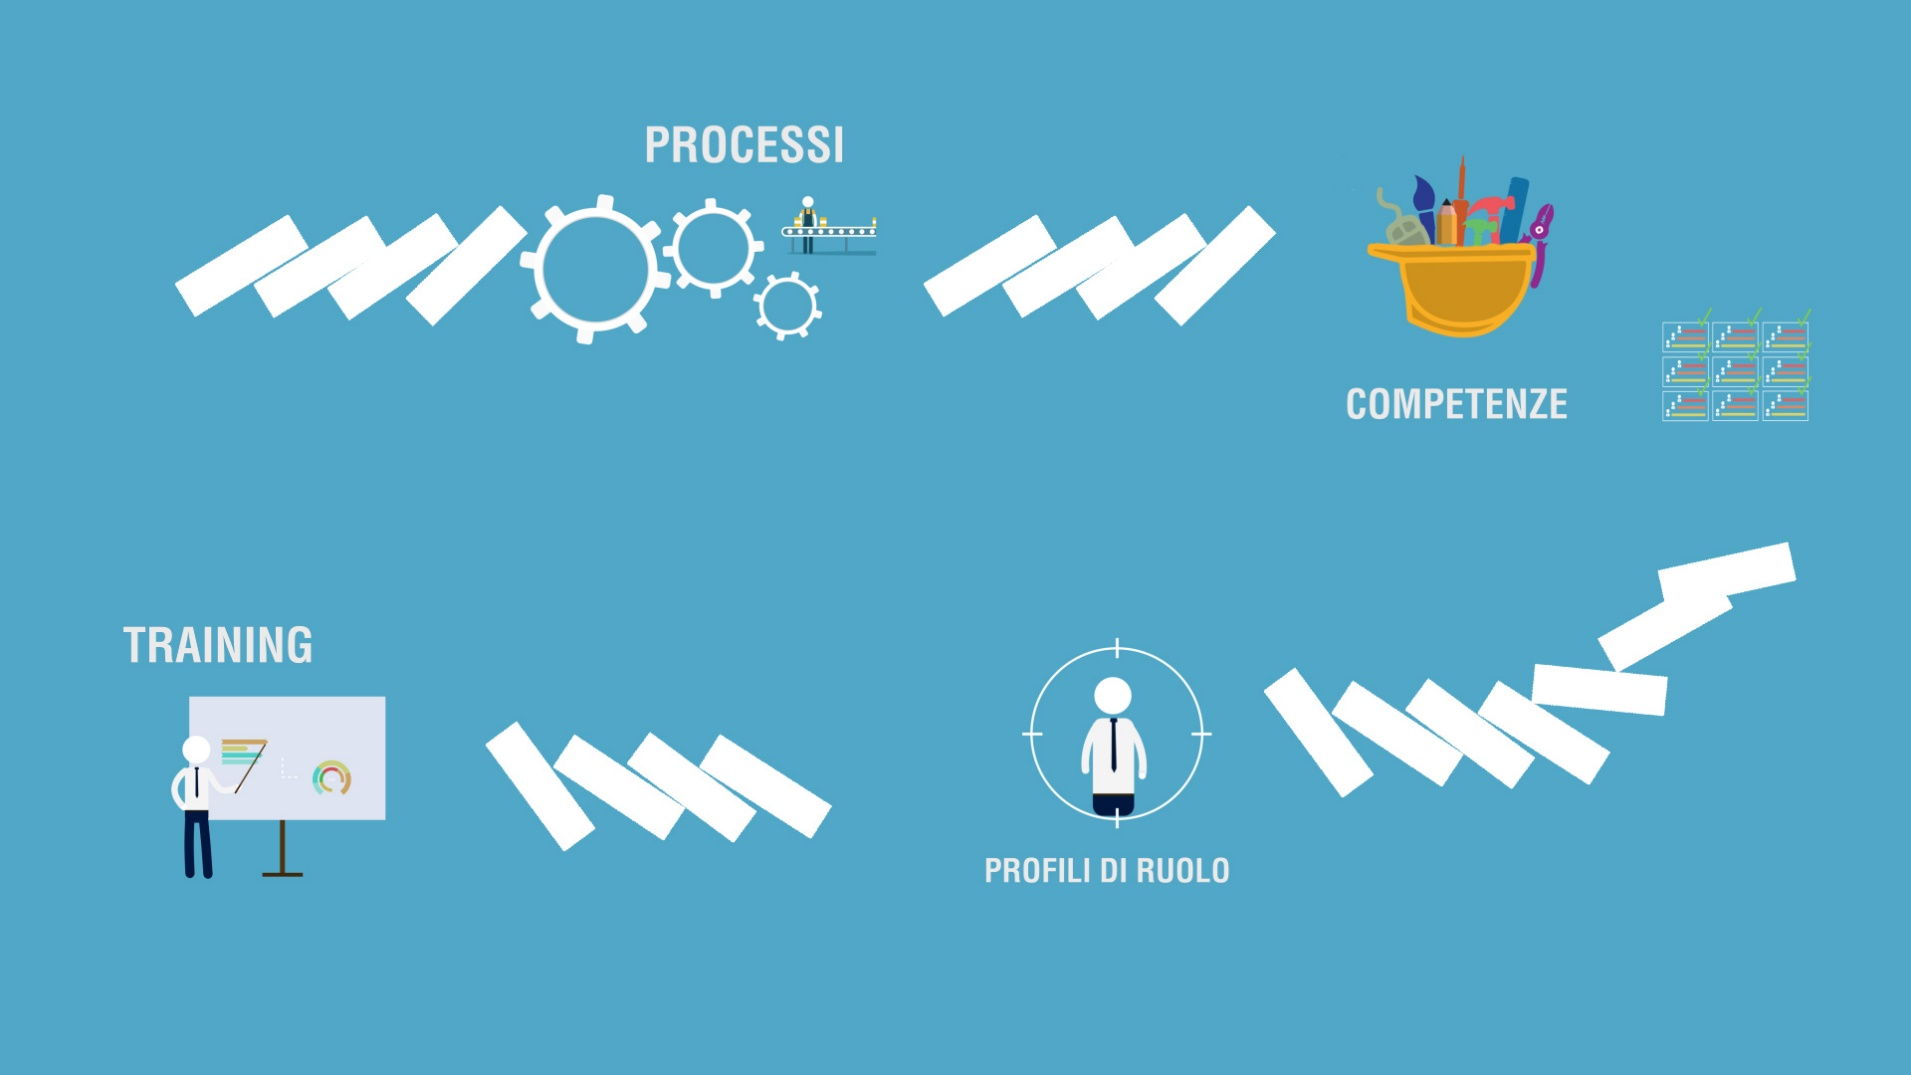 PROCESSI
COMPETENZE
TRAINING
PROFILI DI RUOLO